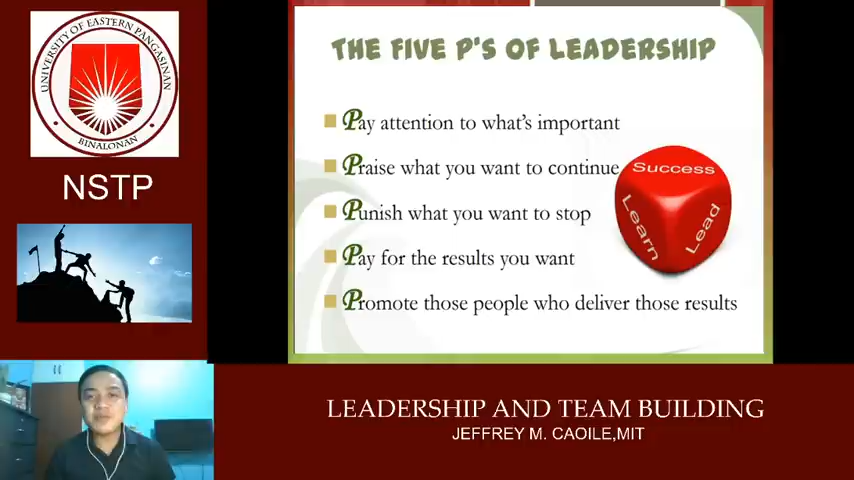 UNIVERSITY OF EASTERN PANGASINAN
BINALONAN
NSTP
THE FIVE P'S OF LEADERSHIP
Pay attention to what's important
Praise what you want to continue
Punish what you want to stop
Pay for the results you want
Promote those people who deliver those results
Success
Learn
Lead
LEADERSHIP AND TEAM BUILDING
JEFFREY M. CAOILE,MIT